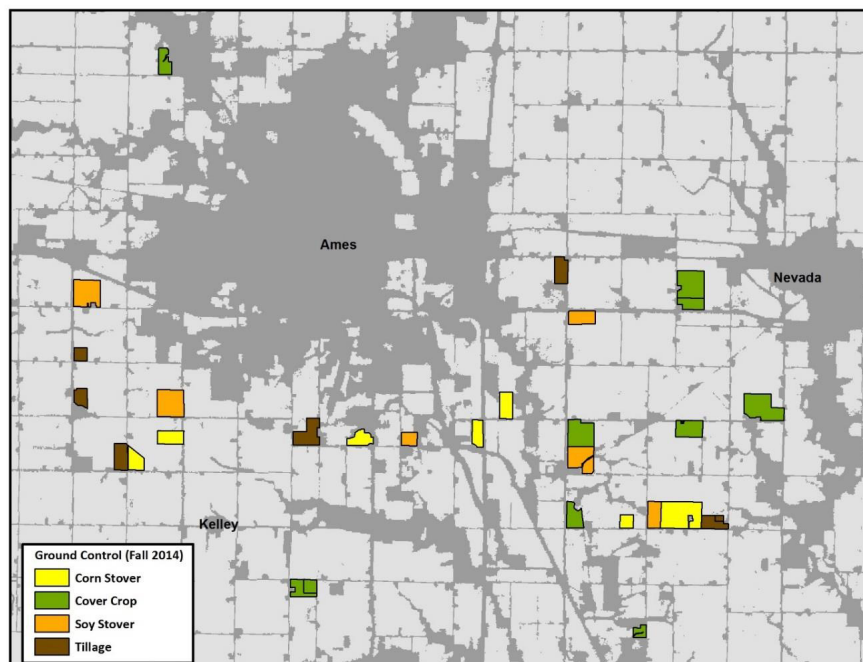 Ames
Nevada
Kelley
Ground Control (Fall 2014)
Corn Stover
Cover Crop
Soy Stover
Tillage